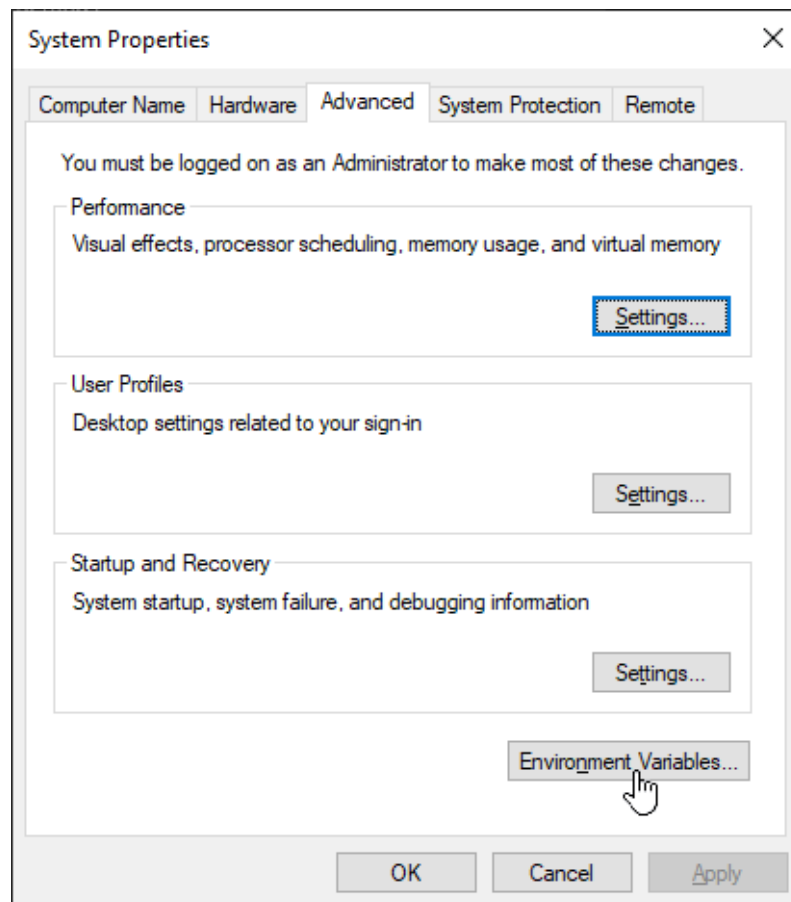 System Properties
Computer Name Hardware Advanced System Protection Remote
You must be logged on as an Administrator to make most of these changes.
Performance
Visual effects, processor scheduling, memory usage, and virtual memory
Settings...
User Profiles
Desktop settings related to your sign-in
Settings...
Startup and Recovery
System startup, system failure, and debugging information
Settings...
Environment Variables...
OK Cancel Apply